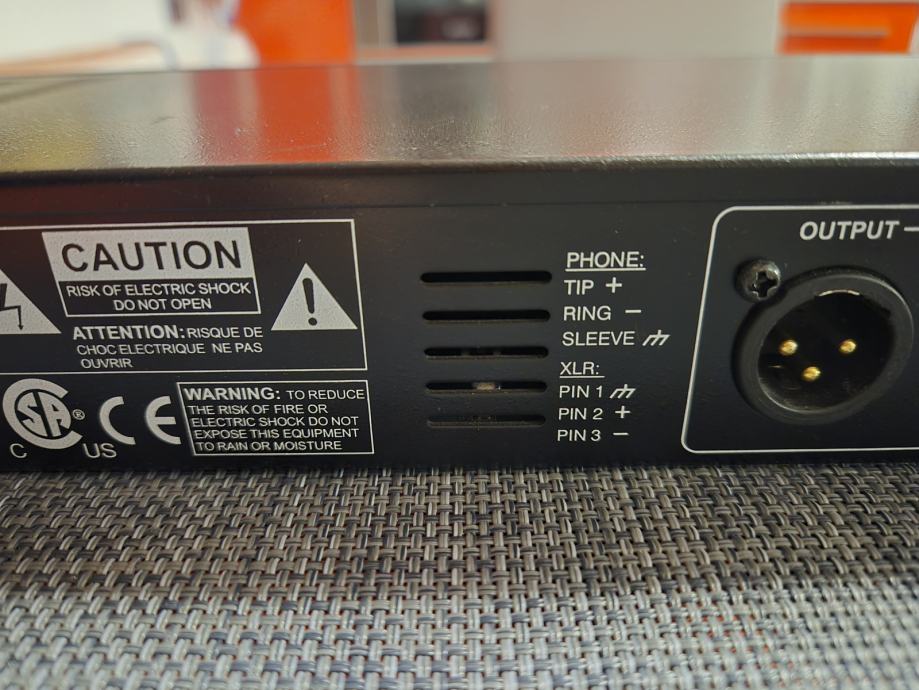 CAUTION
RISK OF ELECTRIC SHOCK
DO NOT OPEN
ATTENTION: RISQUE DE
CHOC ELECTRIQUE NE PAS
OUVRIR
SA®
C US
CE
WARNING: TO REDUCE
THE RISK OF FIRE OR
ELECTRIC SHOCK DO NOT
EXPOSE THIS EQUIPMENT
TO RAIN OR MOISTURE
PHONE:
TIP +
RING −
SLEEVE
XLR:
PIN 1
PIN 2 +
PIN 3 −
OUTPUT